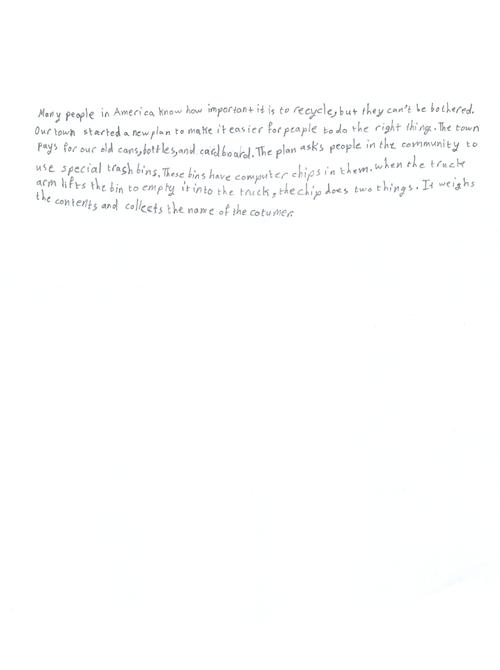 Many people in America know how important it is to recycle, but they can't be bothered.
Our town started a new plan to make it easier for people to do the right thing. The town
pays for our old cans, bottles, and cardboard. The plan asks people in the community to
use special trash bins. These bins have computer chips in them. When the truck
arm lifts the bin to empty it into the truck, the chip does two things. It weighs
the contents and collects the name of the cotumer.